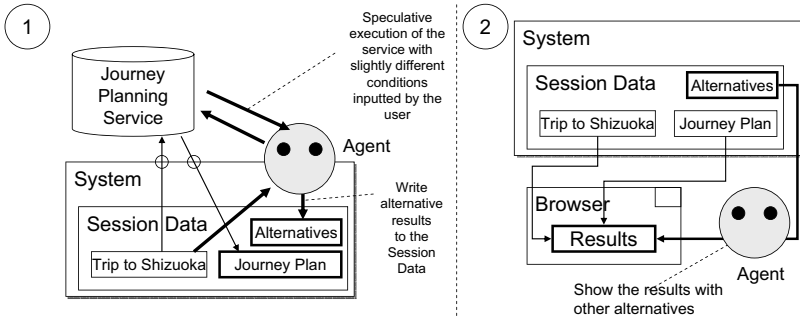 1
Journey
Planning
Service
Speculative
execution of the
service with
slightly different
conditions
inputted by the
user
Agent
System
Session Data
Alternatives
Trip to Shizuoka
Journey Plan
Write
alternative
results
to the
Session
Data
2
System
Session Data
Alternatives
Trip to Shizuoka
Journey Plan
Browser
Results
Agent
Show the results with
other alternatives